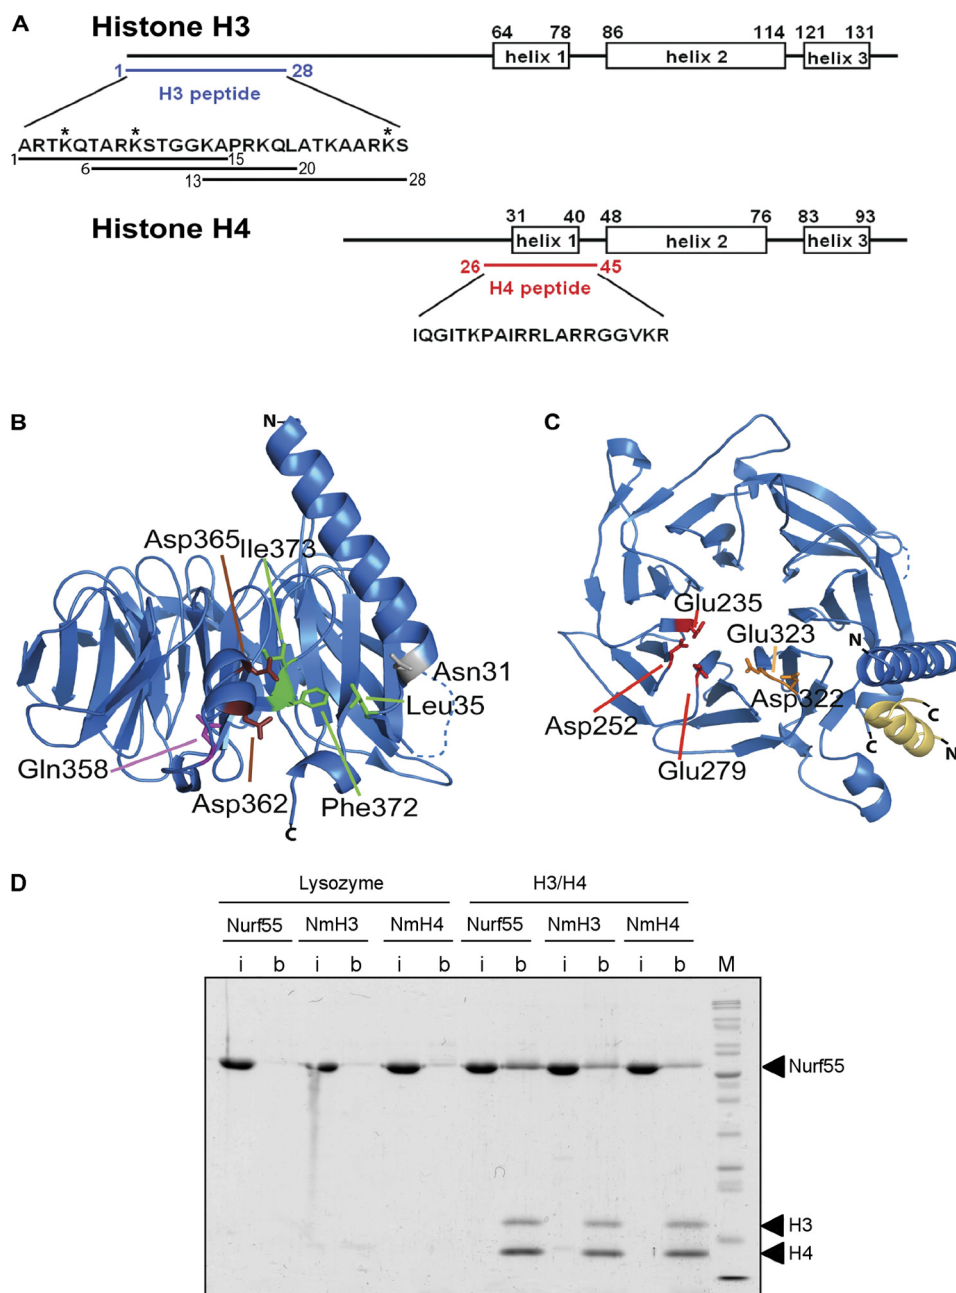 A
Histone H3
64 78 86 114 121 131
helix 1 helix 2 helix 3
1 28
H3 peptide
* * *
ARTKQTARKSTGGKAPRKQLATKAARKS
1 15
6 20
13 28
Histone H4
31 40 48 76 83 93
helix 1 helix 2 helix 3
26 45
H4 peptide
IQGITKPAIRRLARRGGVKR
B
N
Asp365
Ile373
Asn31
Leu35
Gln358
Asp362
Phe372
C
C
Glu235
Glu323
N
Asp252
Asp322
C
C
N
Glu279
D
Lysozyme H3/H4
Nurf55 NmH3 NmH4 Nurf55 NmH3 NmH4
i b i b i b i b i b i b M
Nurf55
H3
H4